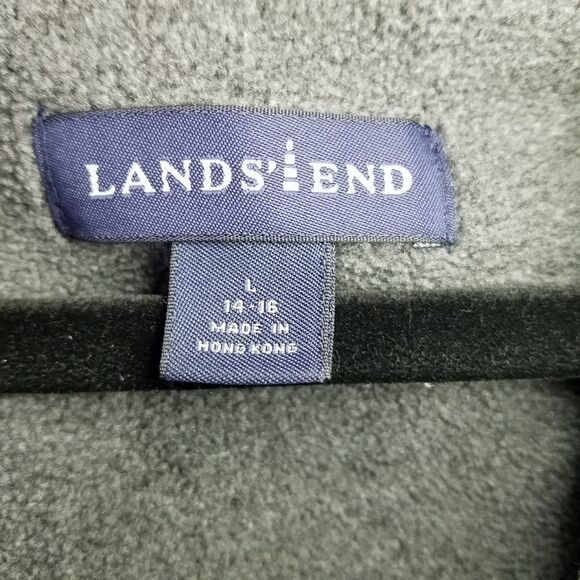 LANDS' END
L
14-16
MADE IN
HONG KONG